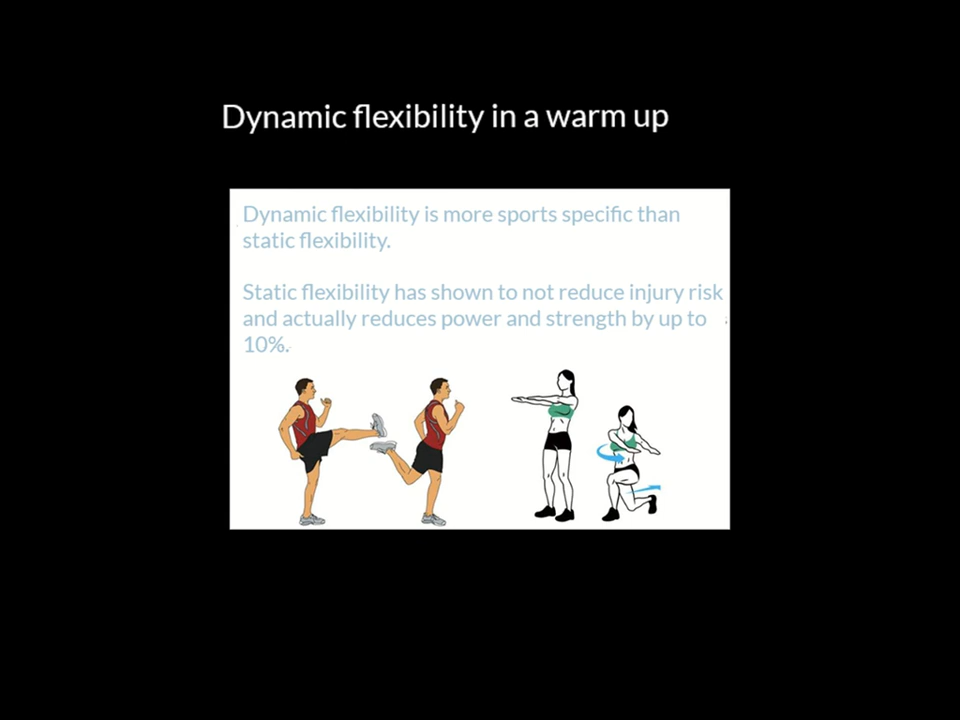 Dynamic flexibility in a warm up
Dynamic flexibility is more sports specific than
static flexibility.
Static flexibility has shown to not reduce injury risk
and actually reduces power and strength by up to
10%.